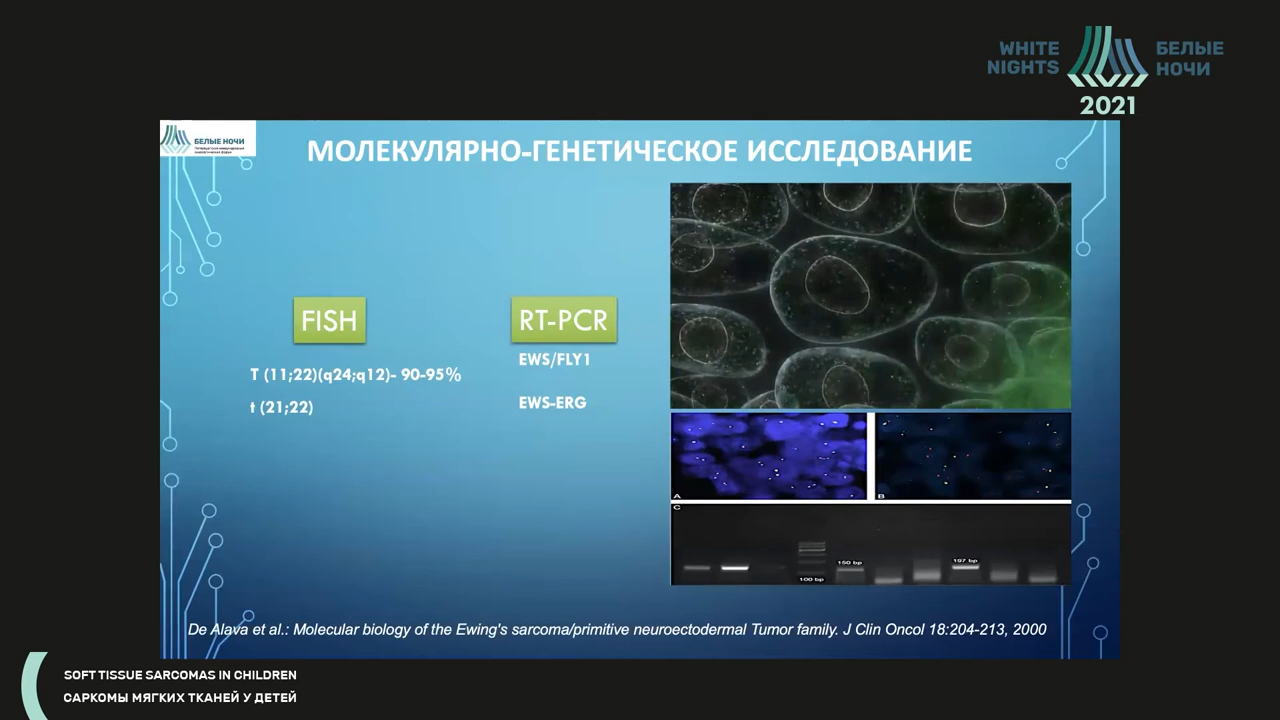 WHITE
NIGHTS
БЕЛЫЕ
НОЧИ
2021
БЕЛЫЕ НОЧИ
МОЛЕКУЛЯРНО-ГЕНЕТИЧЕСКОЕ ИССЛЕДОВАНИЕ
FISH
T (11;22)(q24;q12)- 90-95%
t (21;22)
RT-PCR
EWS/FLY1
EWS-ERG
A
B
C
100 bp
150 bp
197 bp
De Alava et al.: Molecular biology of the Ewing's sarcoma/primitive neuroectodermal Tumor family. J Clin Oncol 18:204-213, 2000
SOFT TISSUE SARCOMAS IN CHILDREN
САРКОМЫ МЯГКИХ ТКАНЕЙ У ДЕТЕЙ